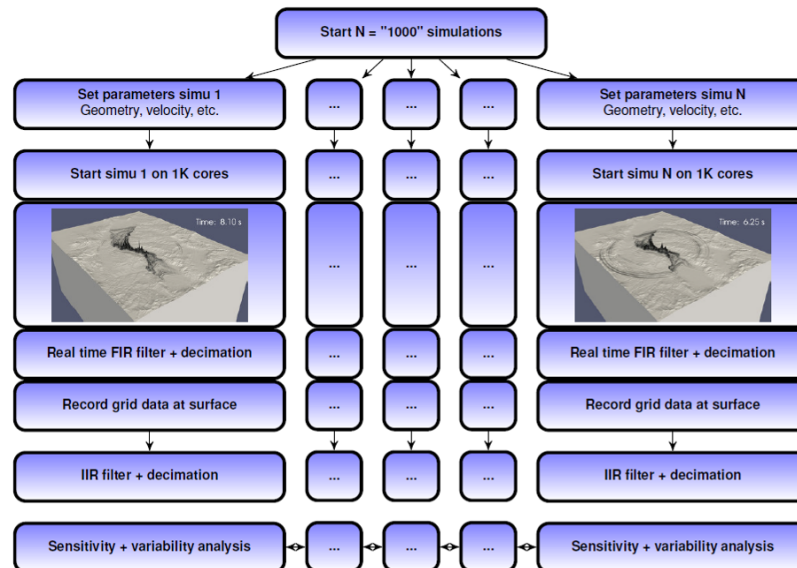 Start N = "1000" simulations
Set parameters simu 1
Geometry, velocity, etc.
...
...
...
Set parameters simu N
Geometry, velocity, etc.
Start simu 1 on 1K cores
...
...
...
Start simu N on 1K cores
Time: 8.10 s
...
...
...
Time: 6.25 s
Real time FIR filter + decimation
...
...
...
Real time FIR filter + decimation
Record grid data at surface
...
...
...
Record grid data at surface
IIR filter + decimation
...
...
...
IIR filter + decimation
Sensitivity + variability analysis
...
...
...
Sensitivity + variability analysis